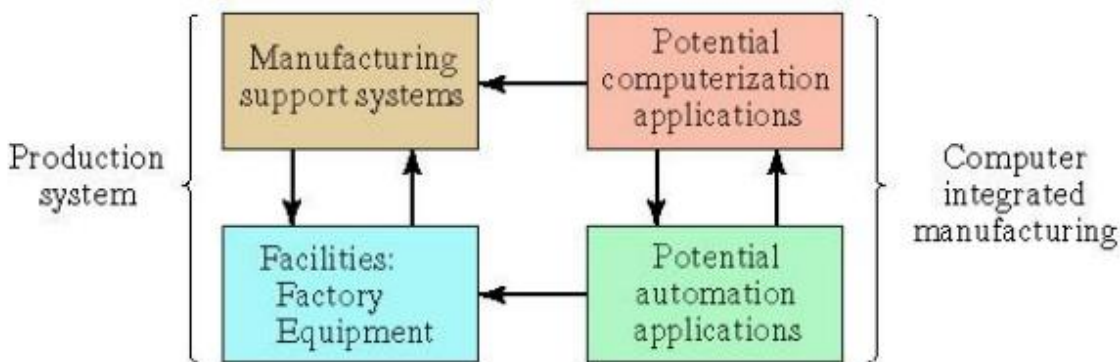 Production
system
Manufacturing
support systems
Potential
computerization
applications
Facilities:
Factory
Equipment
Potential
automation
applications
Computer
integrated
manufacturing